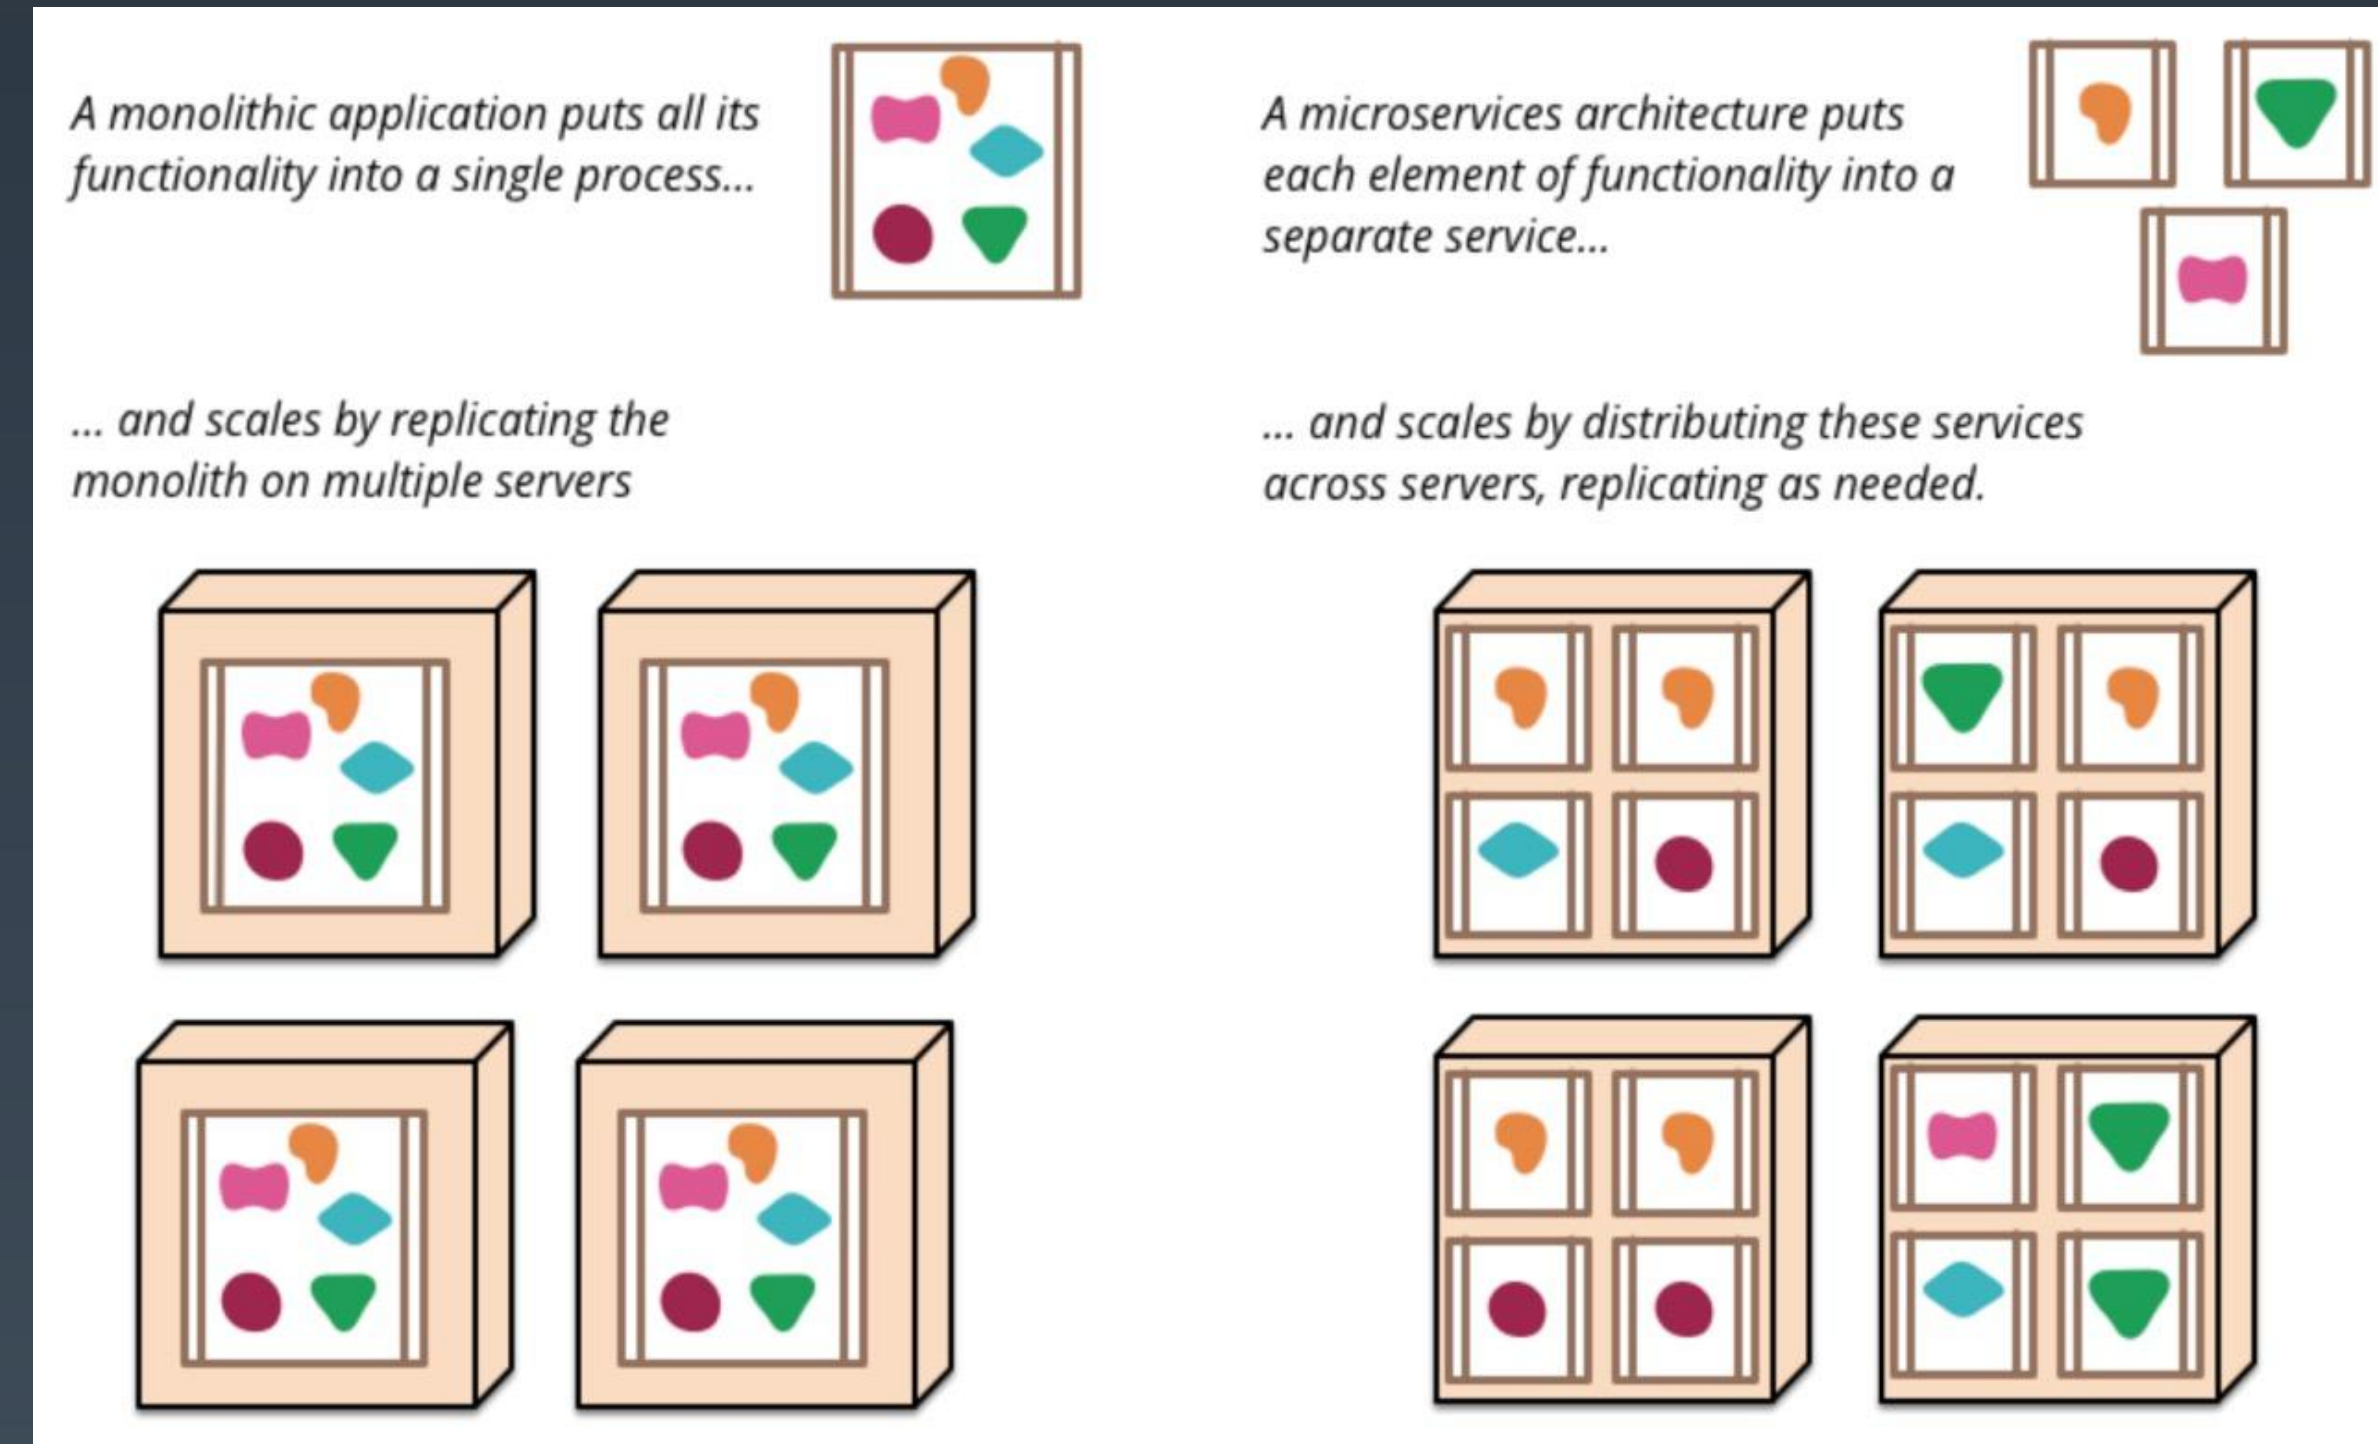 A monolithic application puts all its
functionality into a single process...
... and scales by replicating the
monolith on multiple servers
A microservices architecture puts
each element of functionality into a
separate service...
... and scales by distributing these services
across servers, replicating as needed.